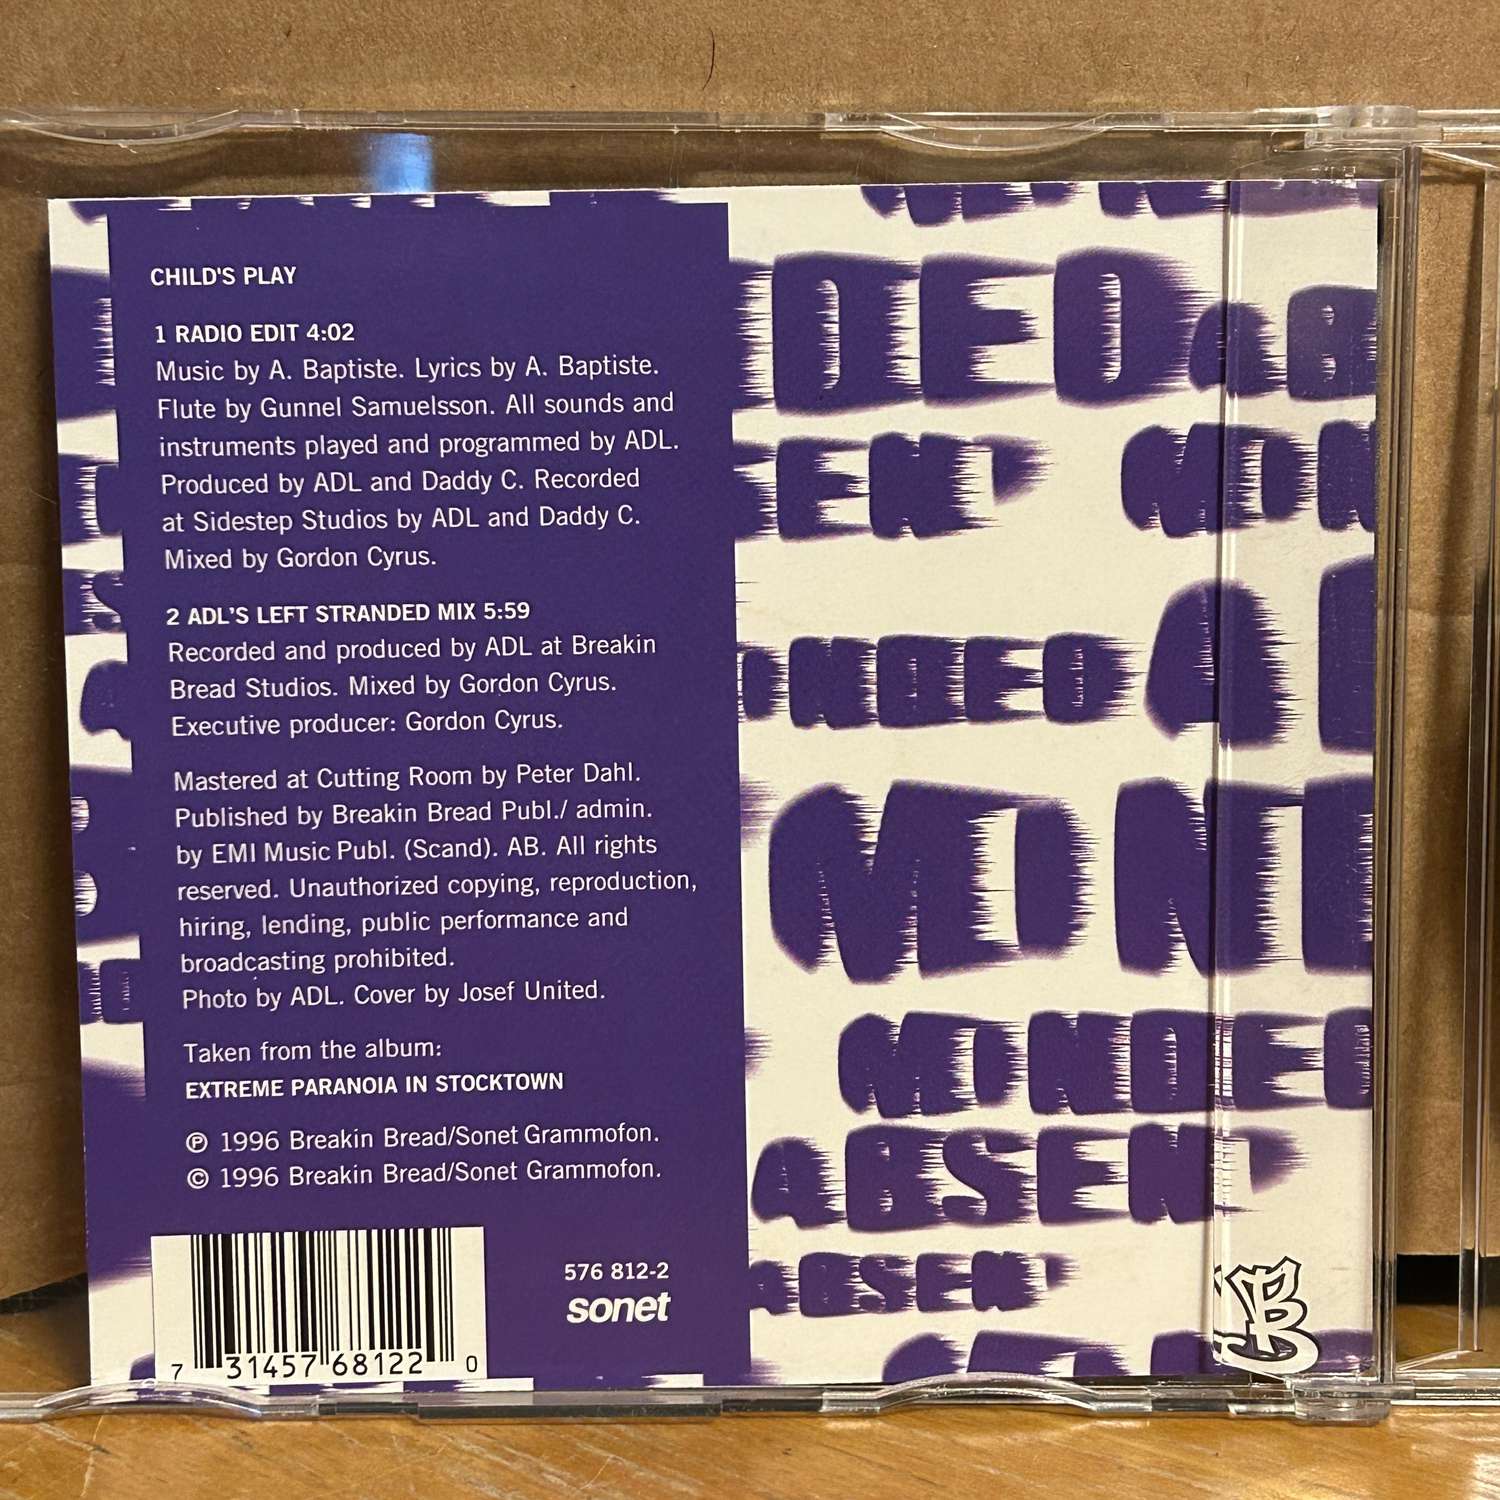 CHILD'S PLAY
1 RADIO EDIT 4:02
Music by A. Baptiste. Lyrics by A. Baptiste.
Flute by Gunnel Samuelsson. All sounds and
instruments played and programmed by ADL.
Produced by ADL and Daddy C. Recorded
at Sidestep Studios by ADL and Daddy C.
Mixed by Gordon Cyrus.
2 ADL'S LEFT STRANDED MIX 5:59
Recorded and produced by ADL at Breakin
Bread Studios. Mixed by Gordon Cyrus.
Executive producer: Gordon Cyrus.
Mastered at Cutting Room by Peter Dahl.
Published by Breakin Bread Publ./ admin.
by EMI Music Publ. (Scand). AB. All rights
reserved. Unauthorized copying, reproduction,
hiring, lending, public performance and
broadcasting prohibited.
Photo by ADL. Cover by Josef United.
Taken from the album:
EXTREME PARANOIA IN STOCKTOWN
℗ 1996 Breakin Bread/Sonet Grammofon.
© 1996 Breakin Bread/Sonet Grammofon.
7 31457 68122 0
576 812-2
sonet
MINDED
ABSEN'
ABSEN'